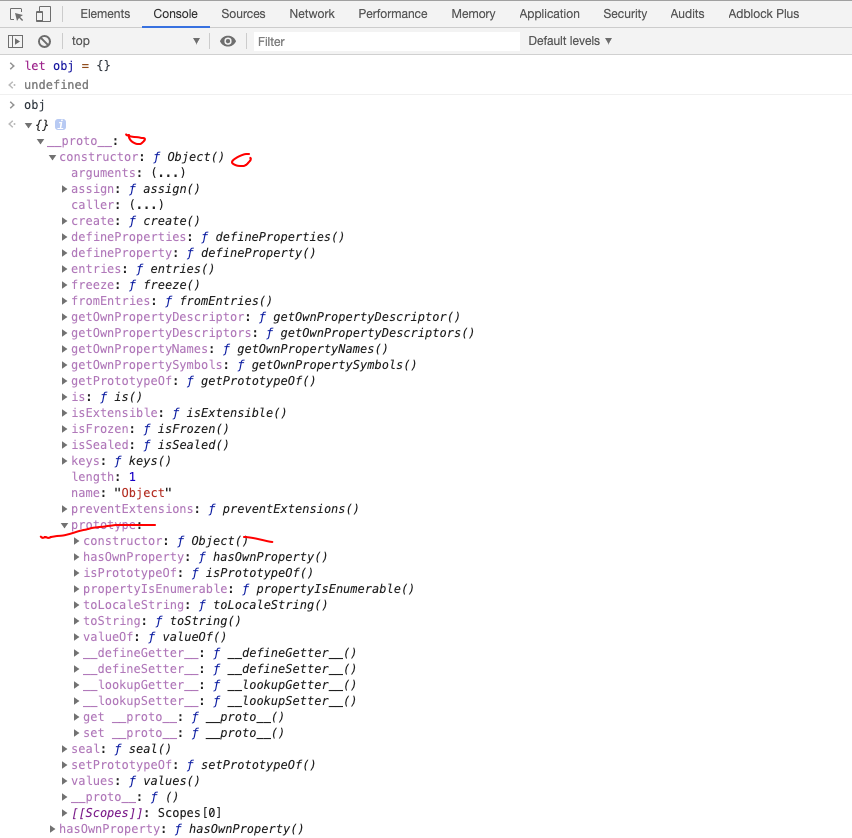 Elements Console Sources Network Performance Memory Application Security Audits Adblock Plus
top ▼ Filter Default levels ▼
> let obj = {}
<· undefined
> obj
<· ▼{} i
▼__proto__:
▼constructor: ƒ Object()
arguments: (...)
▶assign: ƒ assign()
caller: (...)
▶create: ƒ create()
▶defineProperties: ƒ defineProperties()
▶defineProperty: ƒ defineProperty()
▶entries: ƒ entries()
▶freeze: ƒ freeze()
▶fromEntries: ƒ fromEntries()
▶getOwnPropertyDescriptor: ƒ getOwnPropertyDescriptor()
▶getOwnPropertyDescriptors: ƒ getOwnPropertyDescriptors()
▶getOwnPropertyNames: ƒ getOwnPropertyNames()
▶getOwnPropertySymbols: ƒ getOwnPropertySymbols()
▶getPrototypeOf: ƒ getPrototypeOf()
▶is: ƒ is()
▶isExtensible: ƒ isExtensible()
▶isFrozen: ƒ isFrozen()
▶isSealed: ƒ isSealed()
▶keys: ƒ keys()
length: 1
name: "Object"
▶preventExtensions: ƒ preventExtensions()
▼prototype:
▶constructor: ƒ Object()
▶hasOwnProperty: ƒ hasOwnProperty()
▶isPrototypeOf: ƒ isPrototypeOf()
▶propertyIsEnumerable: ƒ propertyIsEnumerable()
▶toLocaleString: ƒ toLocaleString()
▶toString: ƒ toString()
▶valueOf: ƒ valueOf()
▶__defineGetter__: ƒ __defineGetter__()
▶__defineSetter__: ƒ __defineSetter__()
▶__lookupGetter__: ƒ __lookupGetter__()
▶__lookupSetter__: ƒ __lookupSetter__()
▶get __proto__: ƒ __proto__()
▶set __proto__: ƒ __proto__()
▶seal: ƒ seal()
▶setPrototypeOf: ƒ setPrototypeOf()
▶values: ƒ values()
▶__proto__: ƒ ()
▶[[Scopes]]: Scopes[0]
▶hasOwnProperty: ƒ hasOwnProperty()